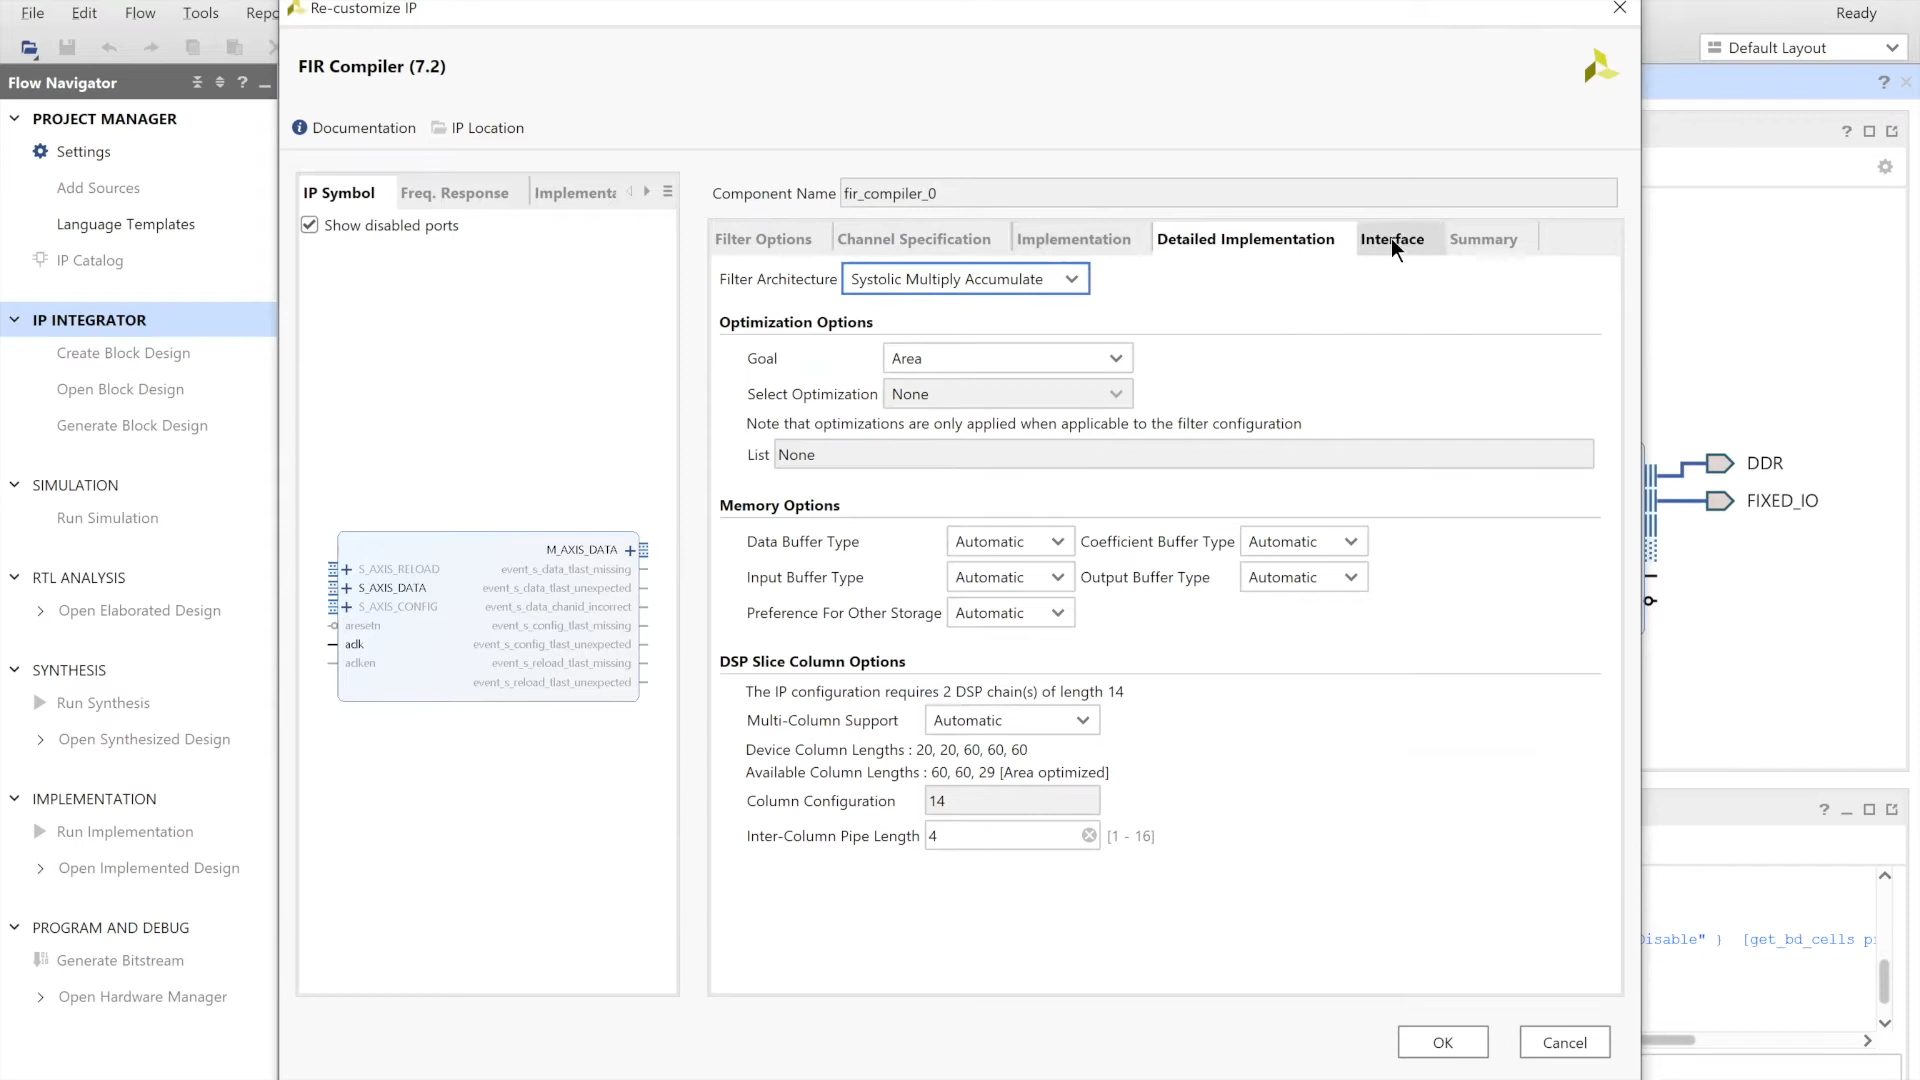 File Edit Flow Tools Repo
Re-customize IP
Ready
Default Layout
Flow Navigator ?
FIR Compiler (7.2)
?
PROJECT MANAGER
Settings
Add Sources
Language Templates
IP Catalog
Documentation IP Location
?
IP Symbol Freq. Response Implementa
Show disabled ports
Component Name fir_compiler_0
Filter Options Channel Specification Implementation Detailed Implementation Interface Summary
Filter Architecture Systolic Multiply Accumulate
IP INTEGRATOR
Create Block Design
Open Block Design
Generate Block Design
Optimization Options
Goal Area
Select Optimization None
Note that optimizations are only applied when applicable to the filter configuration
List None
DDR
FIXED_IO
SIMULATION
Run Simulation
Memory Options
Data Buffer Type Automatic Coefficient Buffer Type Automatic
Input Buffer Type Automatic Output Buffer Type Automatic
Preference For Other Storage Automatic
M_AXIS_DATA
S_AXIS_RELOAD event_s_data_tlast_missing
S_AXIS_DATA event_s_data_tlast_unexpected
S_AXIS_CONFIG event_s_data_chanid_incorrect
aresetn event_s_config_tlast_missing
aclk event_s_config_tlast_unexpected
aclken event_s_reload_tlast_missing
event_s_reload_tlast_unexpected
RTL ANALYSIS
Open Elaborated Design
SYNTHESIS
Run Synthesis
Open Synthesized Design
DSP Slice Column Options
The IP configuration requires 2 DSP chain(s) of length 14
Multi-Column Support Automatic
Device Column Lengths : 20, 20, 60, 60, 60
Available Column Lengths : 60, 60, 29 [Area optimized]
Column Configuration 14
Inter-Column Pipe Length 4 [1 - 16]
IMPLEMENTATION
Run Implementation
Open Implemented Design
?
PROGRAM AND DEBUG
Generate Bitstream
Open Hardware Manager
isable" } [get_bd_cells p
OK Cancel